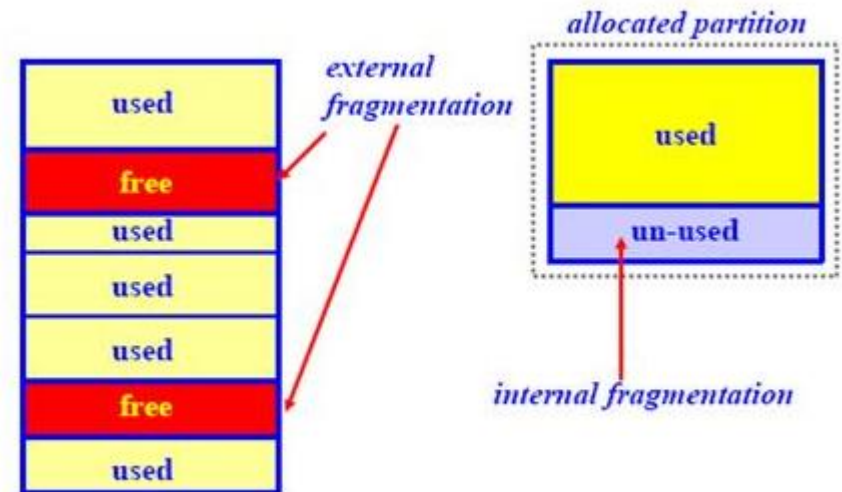 external
fragmentation
used
free
used
used
used
free
used
allocated partition
used
un-used
internal fragmentation